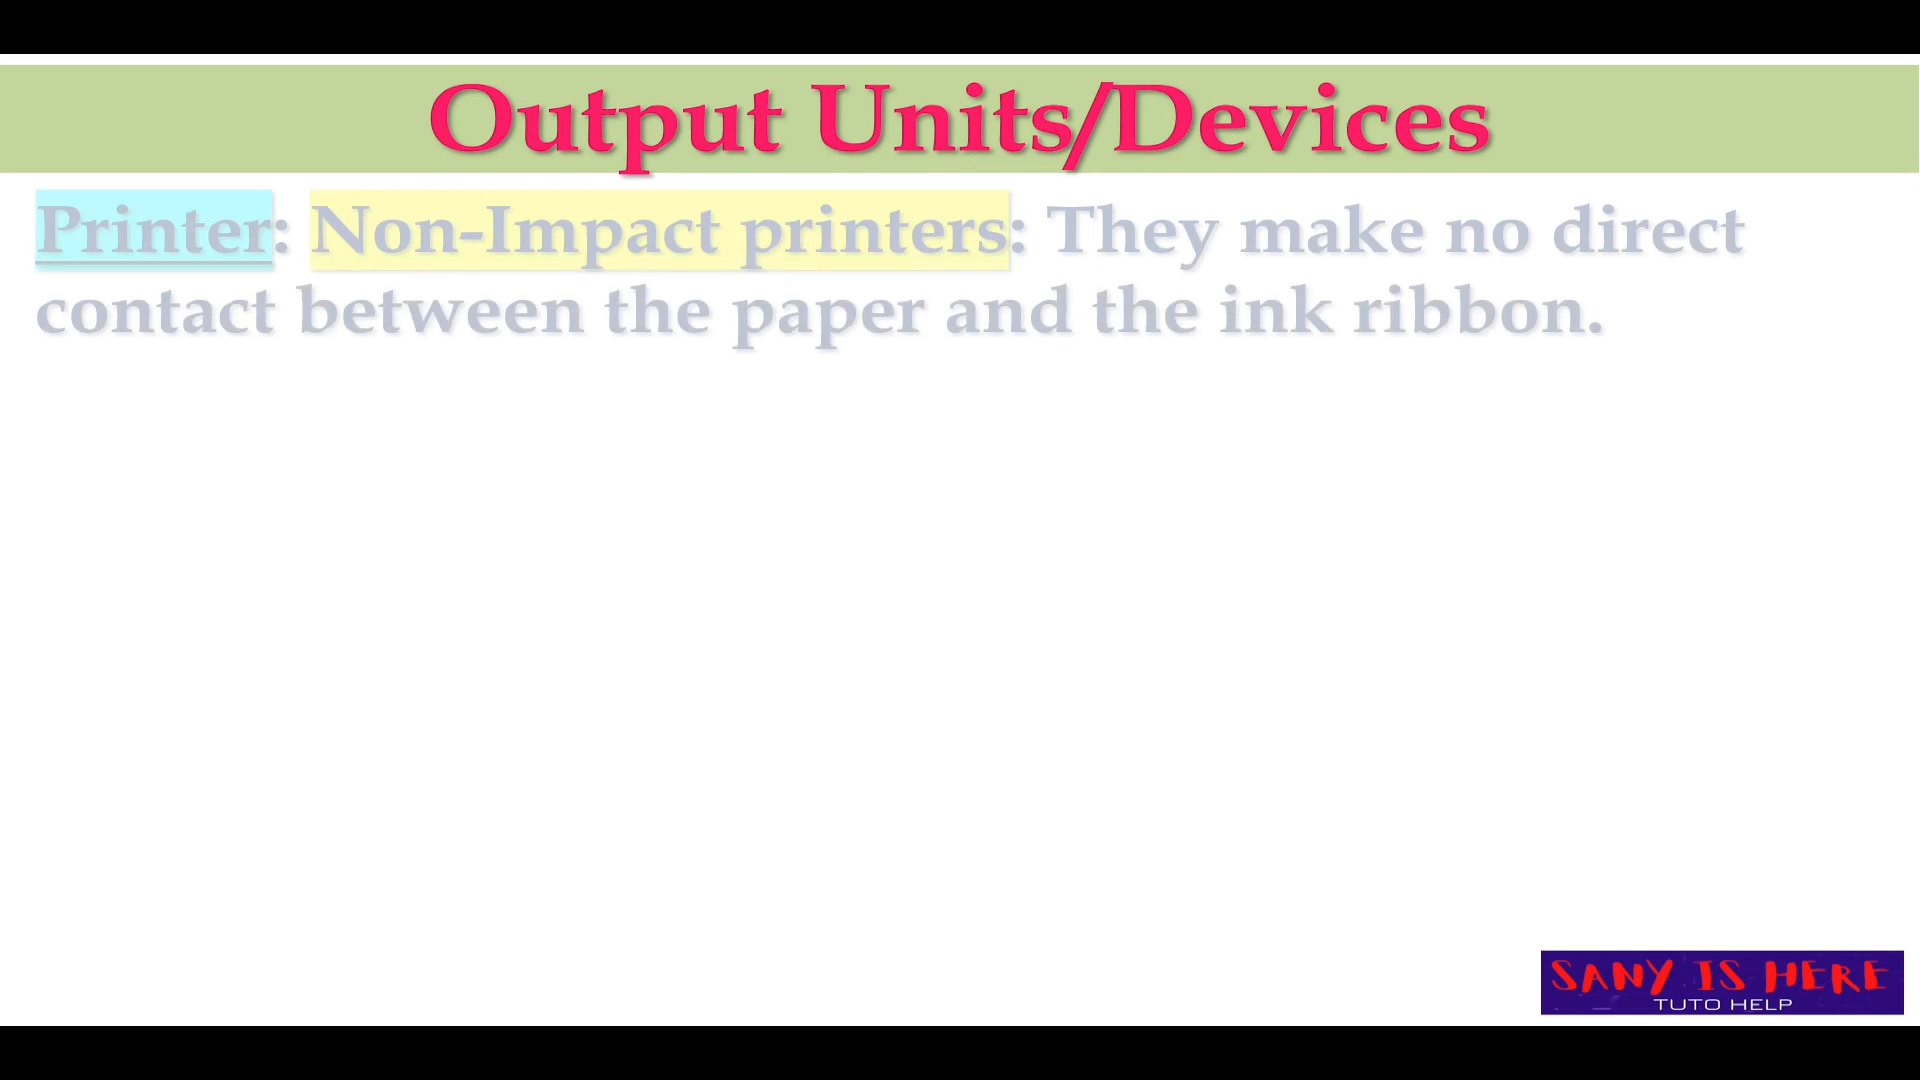 Output Units/Devices
Printer: Non-Impact printers: They make no direct
contact between the paper and the ink ribbon.
SANY IS HERE
TUTO HELP